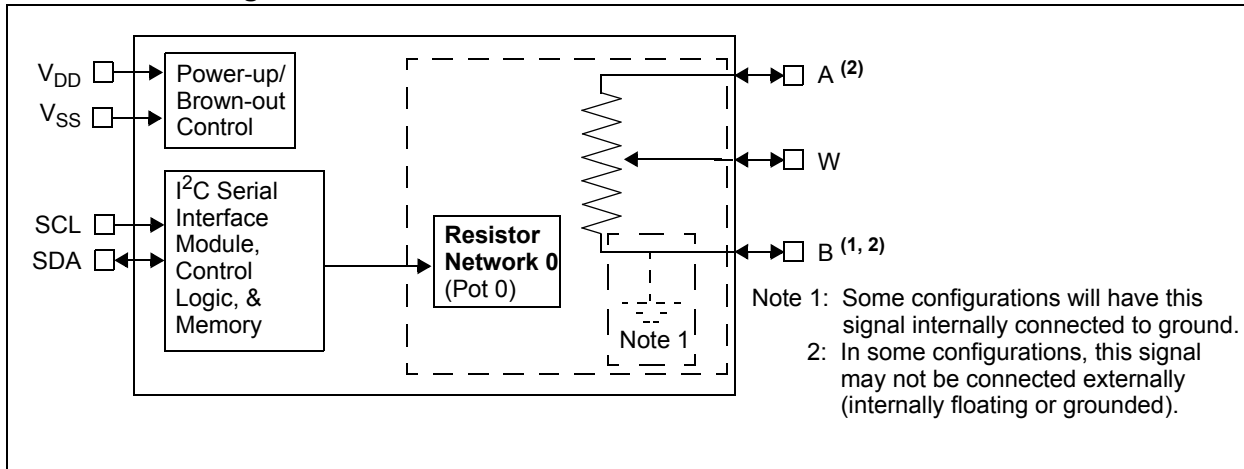 V_DD
V_SS
Power-up/
Brown-out
Control
SCL
SDA
I²C Serial
Interface
Module,
Control
Logic, &
Memory
Resistor
Network 0
(Pot 0)
A (2)
W
B (1, 2)
Note 1
Note 1: Some configurations will have this
signal internally connected to ground.
2: In some configurations, this signal
may not be connected externally
(internally floating or grounded).